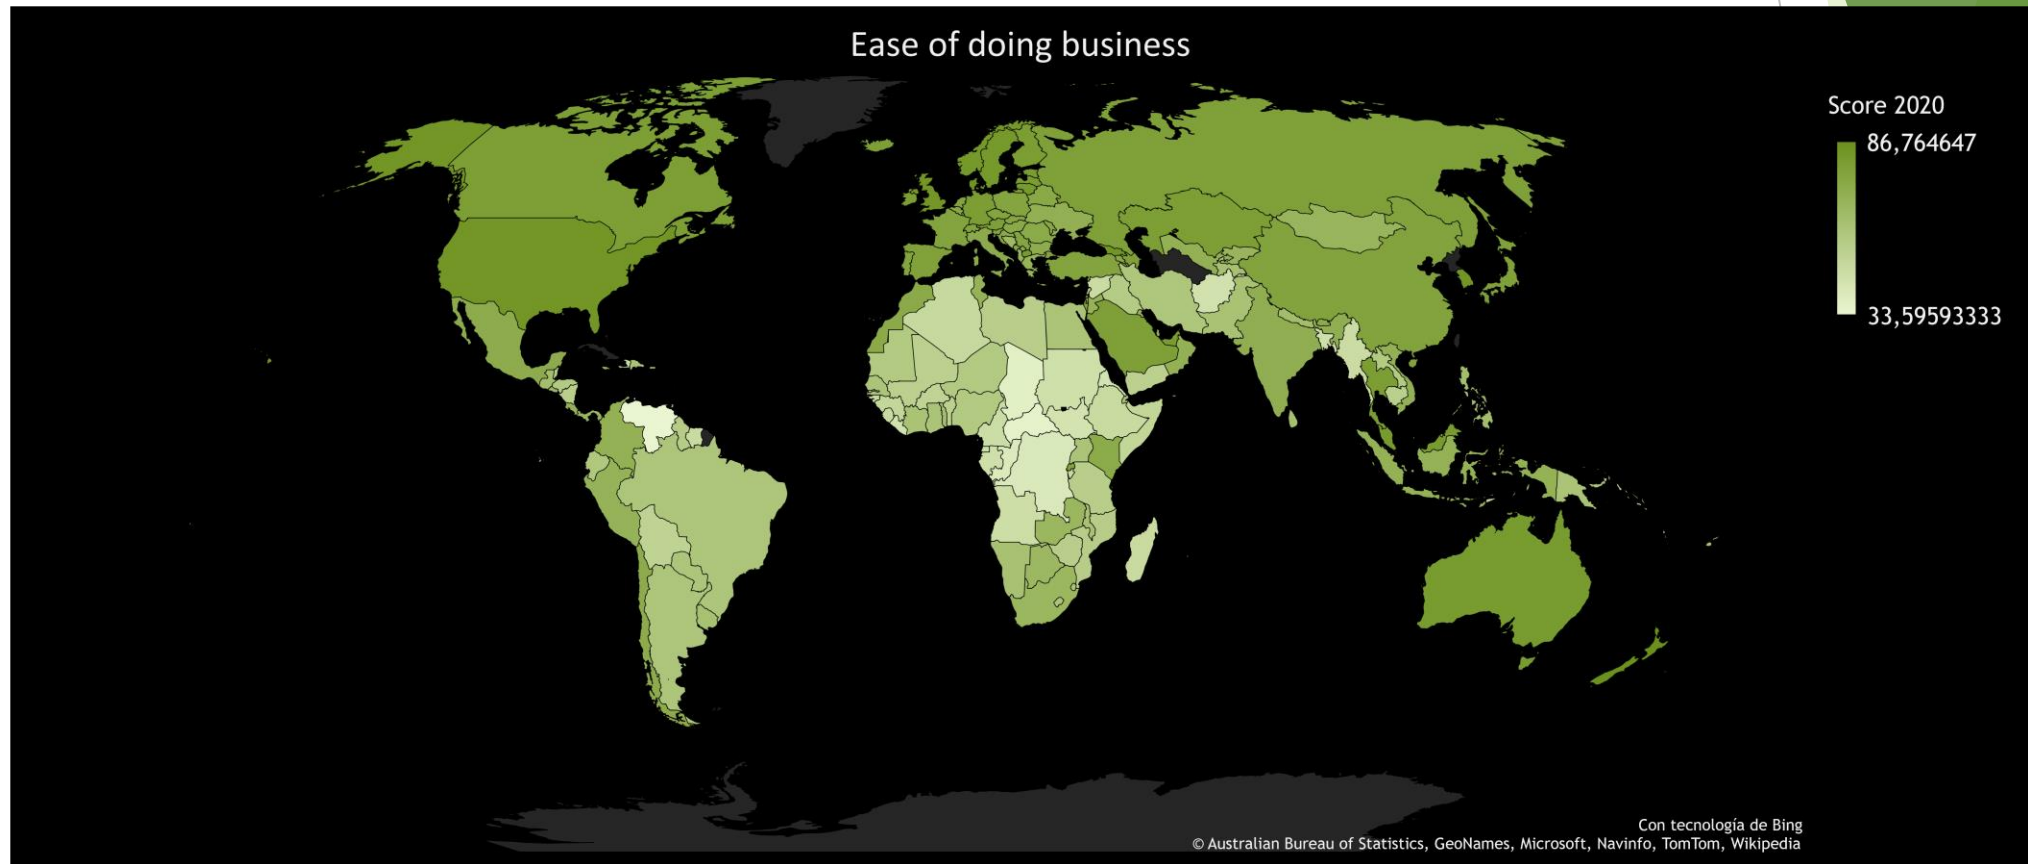 Ease of doing business
Score 2020
86,764647
33,59593333
Con tecnología de Bing
© Australian Bureau of Statistics, GeoNames, Microsoft, Navinfo, TomTom, Wikipedia